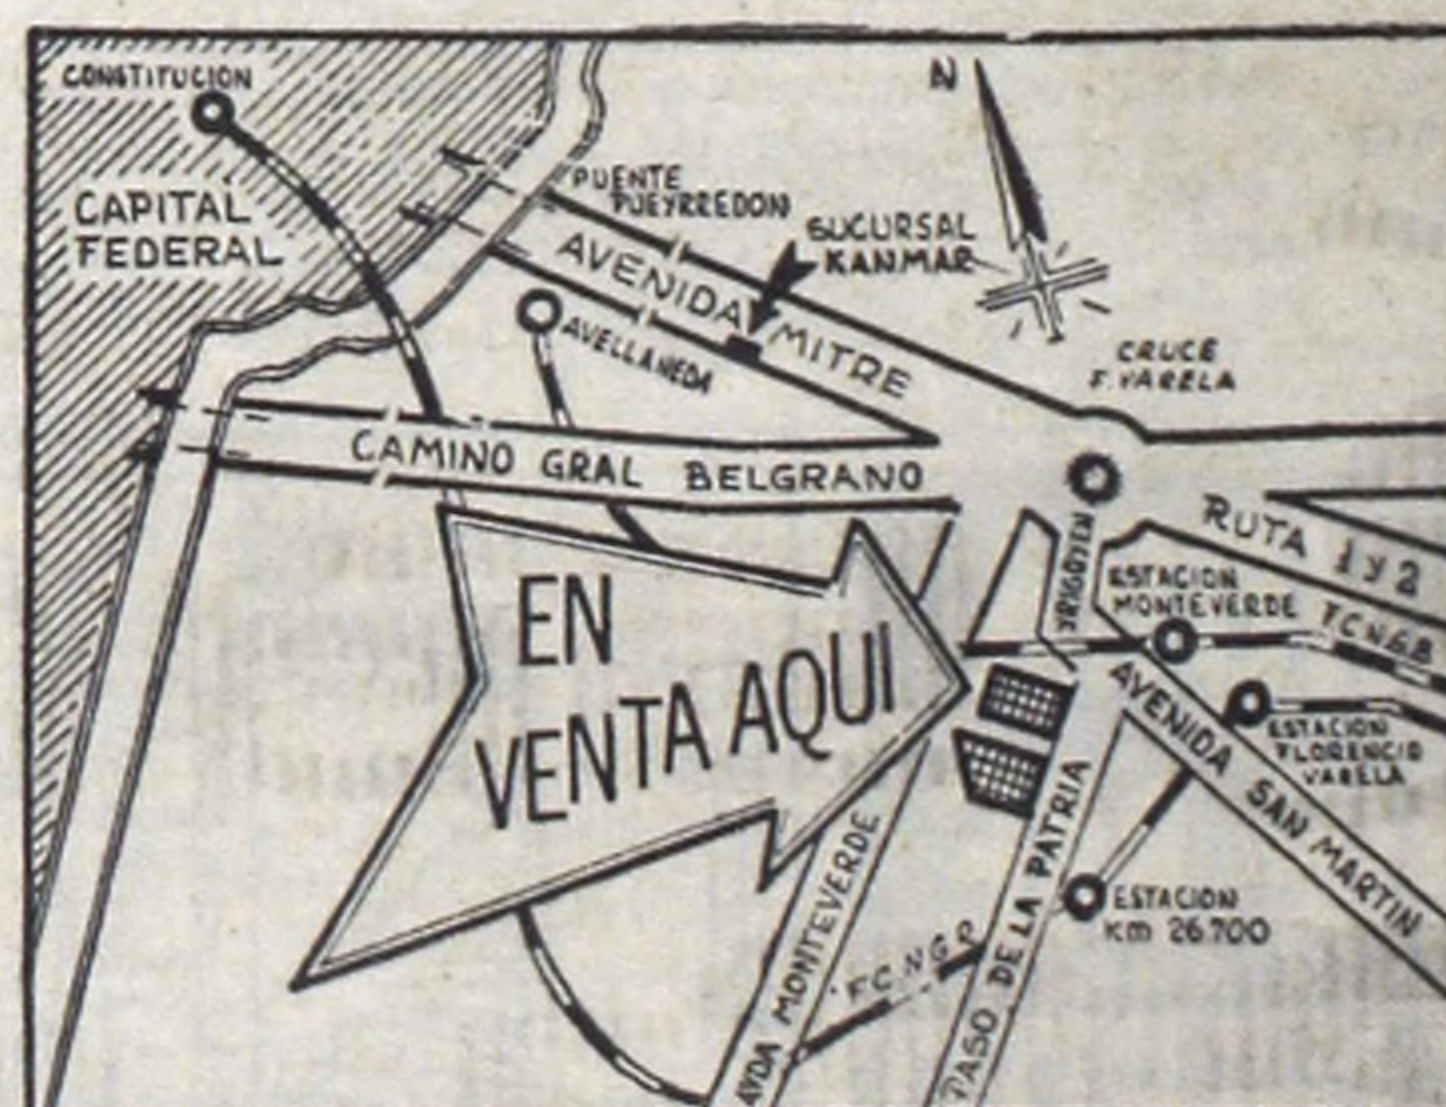 CONSTITUCION
N
CAPITAL
FEDERAL
PUENTE
PUEYRREDON
SUCURSAL
KANMAR
AVENIDA MITRE
AVELLANEDA
CRUCE
F. VARELA
CAMINO GRAL BELGRANO
RUTA 1 y 2
YRIGOYEN
ESTACION
MONTEVERDE
F.C.N.G.B
EN
VENTA AQUI
AVENIDA SAN MARTIN
ESTACION
FLORENCIO
VARELA
ESTACION
Km 26.700
AVDA MONTEVERDE
F.C.N.G.P.
PASO DE LA PATRIA